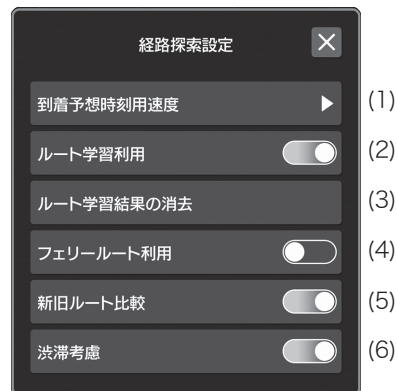 経路探索設定
到着予想時刻用速度 (1)
ルート学習利用 (2)
ルート学習結果の消去 (3)
フェリールート利用 (4)
新旧ルート比較 (5)
渋滞考慮 (6)